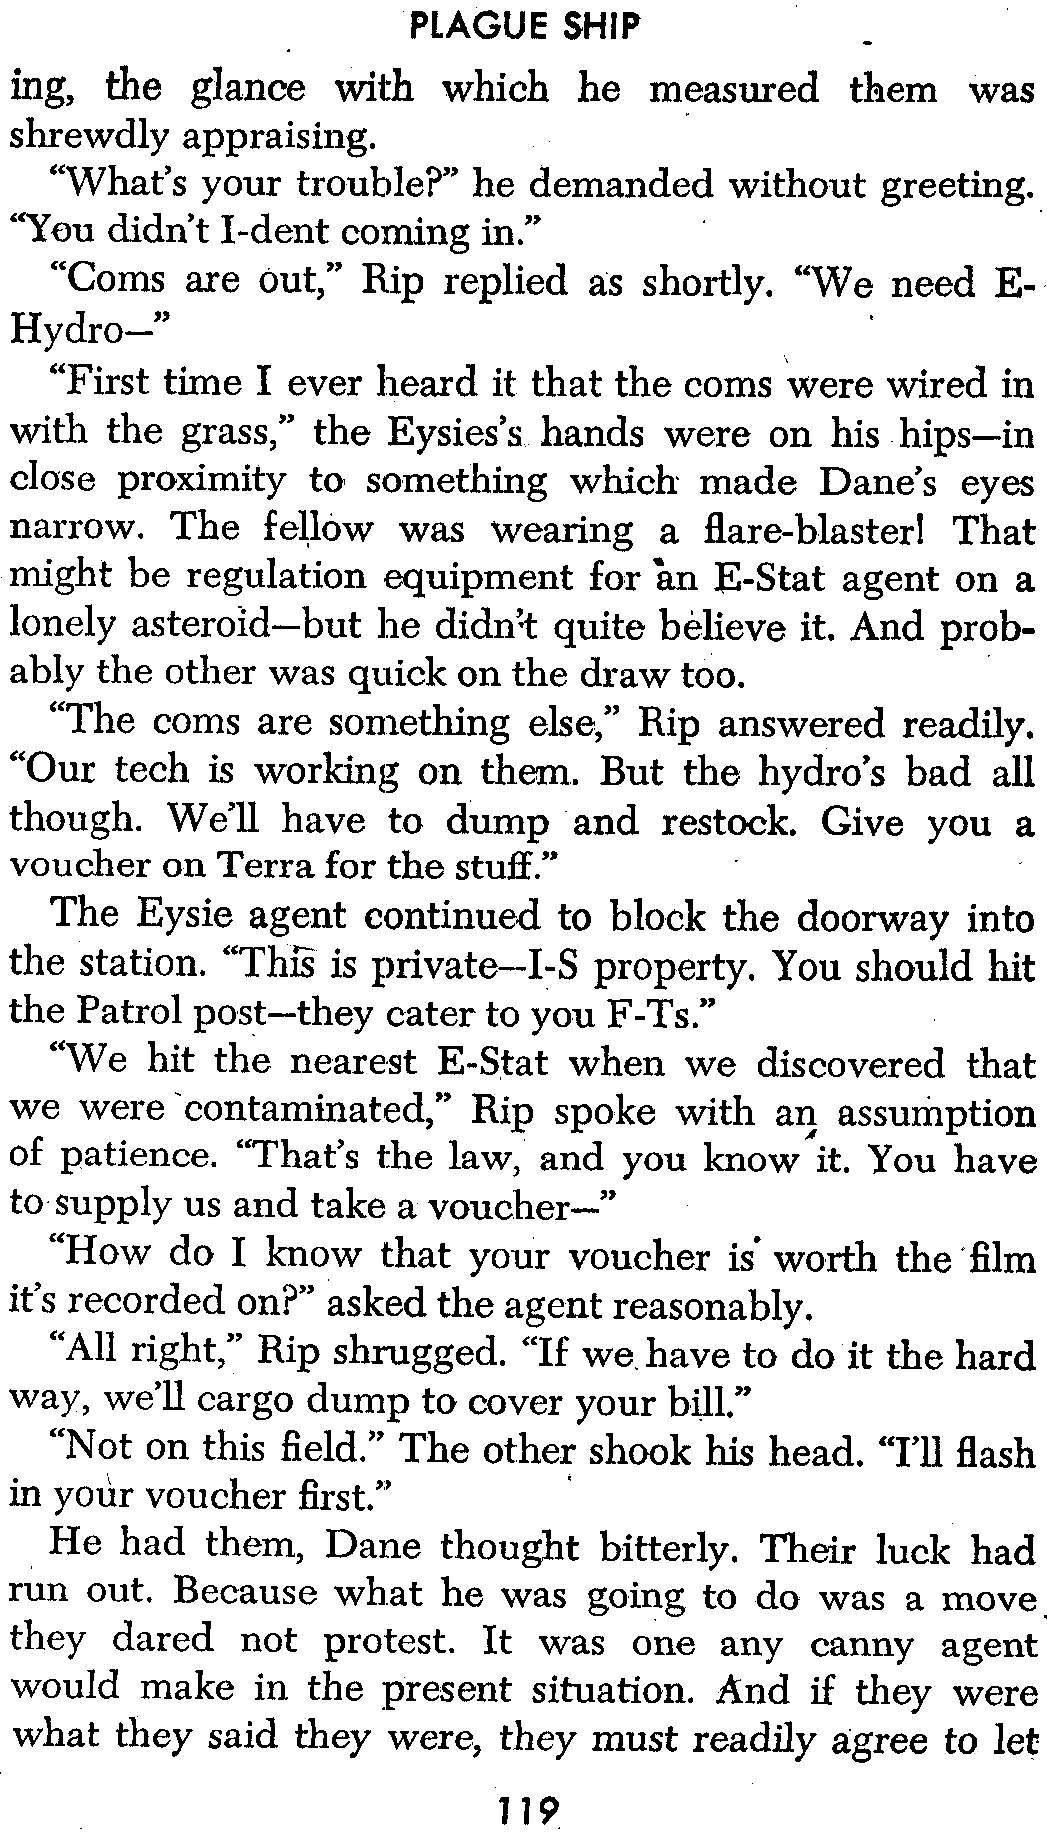 PLAGUE SHIP
ing, the glance with which he measured them was
shrewdly appraising.
“What’s your trouble?” he demanded without greeting.
“You didn’t I-dent coming in.”
“Coms are out,” Rip replied as shortly. “We need E-
Hydro—”
“First time I ever heard it that the coms were wired in
with the grass,” the Eysies’s hands were on his hips—in
close proximity to something which made Dane’s eyes
narrow. The fellow was wearing a flare-blaster! That
might be regulation equipment for an E-Stat agent on a
lonely asteroid—but he didn’t quite believe it. And prob-
ably the other was quick on the draw too.
“The coms are something else,” Rip answered readily.
“Our tech is working on them. But the hydro’s bad all
though. We’ll have to dump and restock. Give you a
voucher on Terra for the stuff.”
The Eysie agent continued to block the doorway into
the station. “This is private—I-S property. You should hit
the Patrol post—they cater to you F-Ts.”
“We hit the nearest E-Stat when we discovered that
we were contaminated,” Rip spoke with an assumption
of patience. “That’s the law, and you know it. You have
to supply us and take a voucher—”
“How do I know that your voucher is worth the film
it’s recorded on?” asked the agent reasonably.
“All right,” Rip shrugged. “If we have to do it the hard
way, we’ll cargo dump to cover your bill.”
“Not on this field.” The other shook his head. “I’ll flash
in your voucher first.”
He had them, Dane thought bitterly. Their luck had
run out. Because what he was going to do was a move
they dared not protest. It was one any canny agent
would make in the present situation. And if they were
what they said they were, they must readily agree to let
119